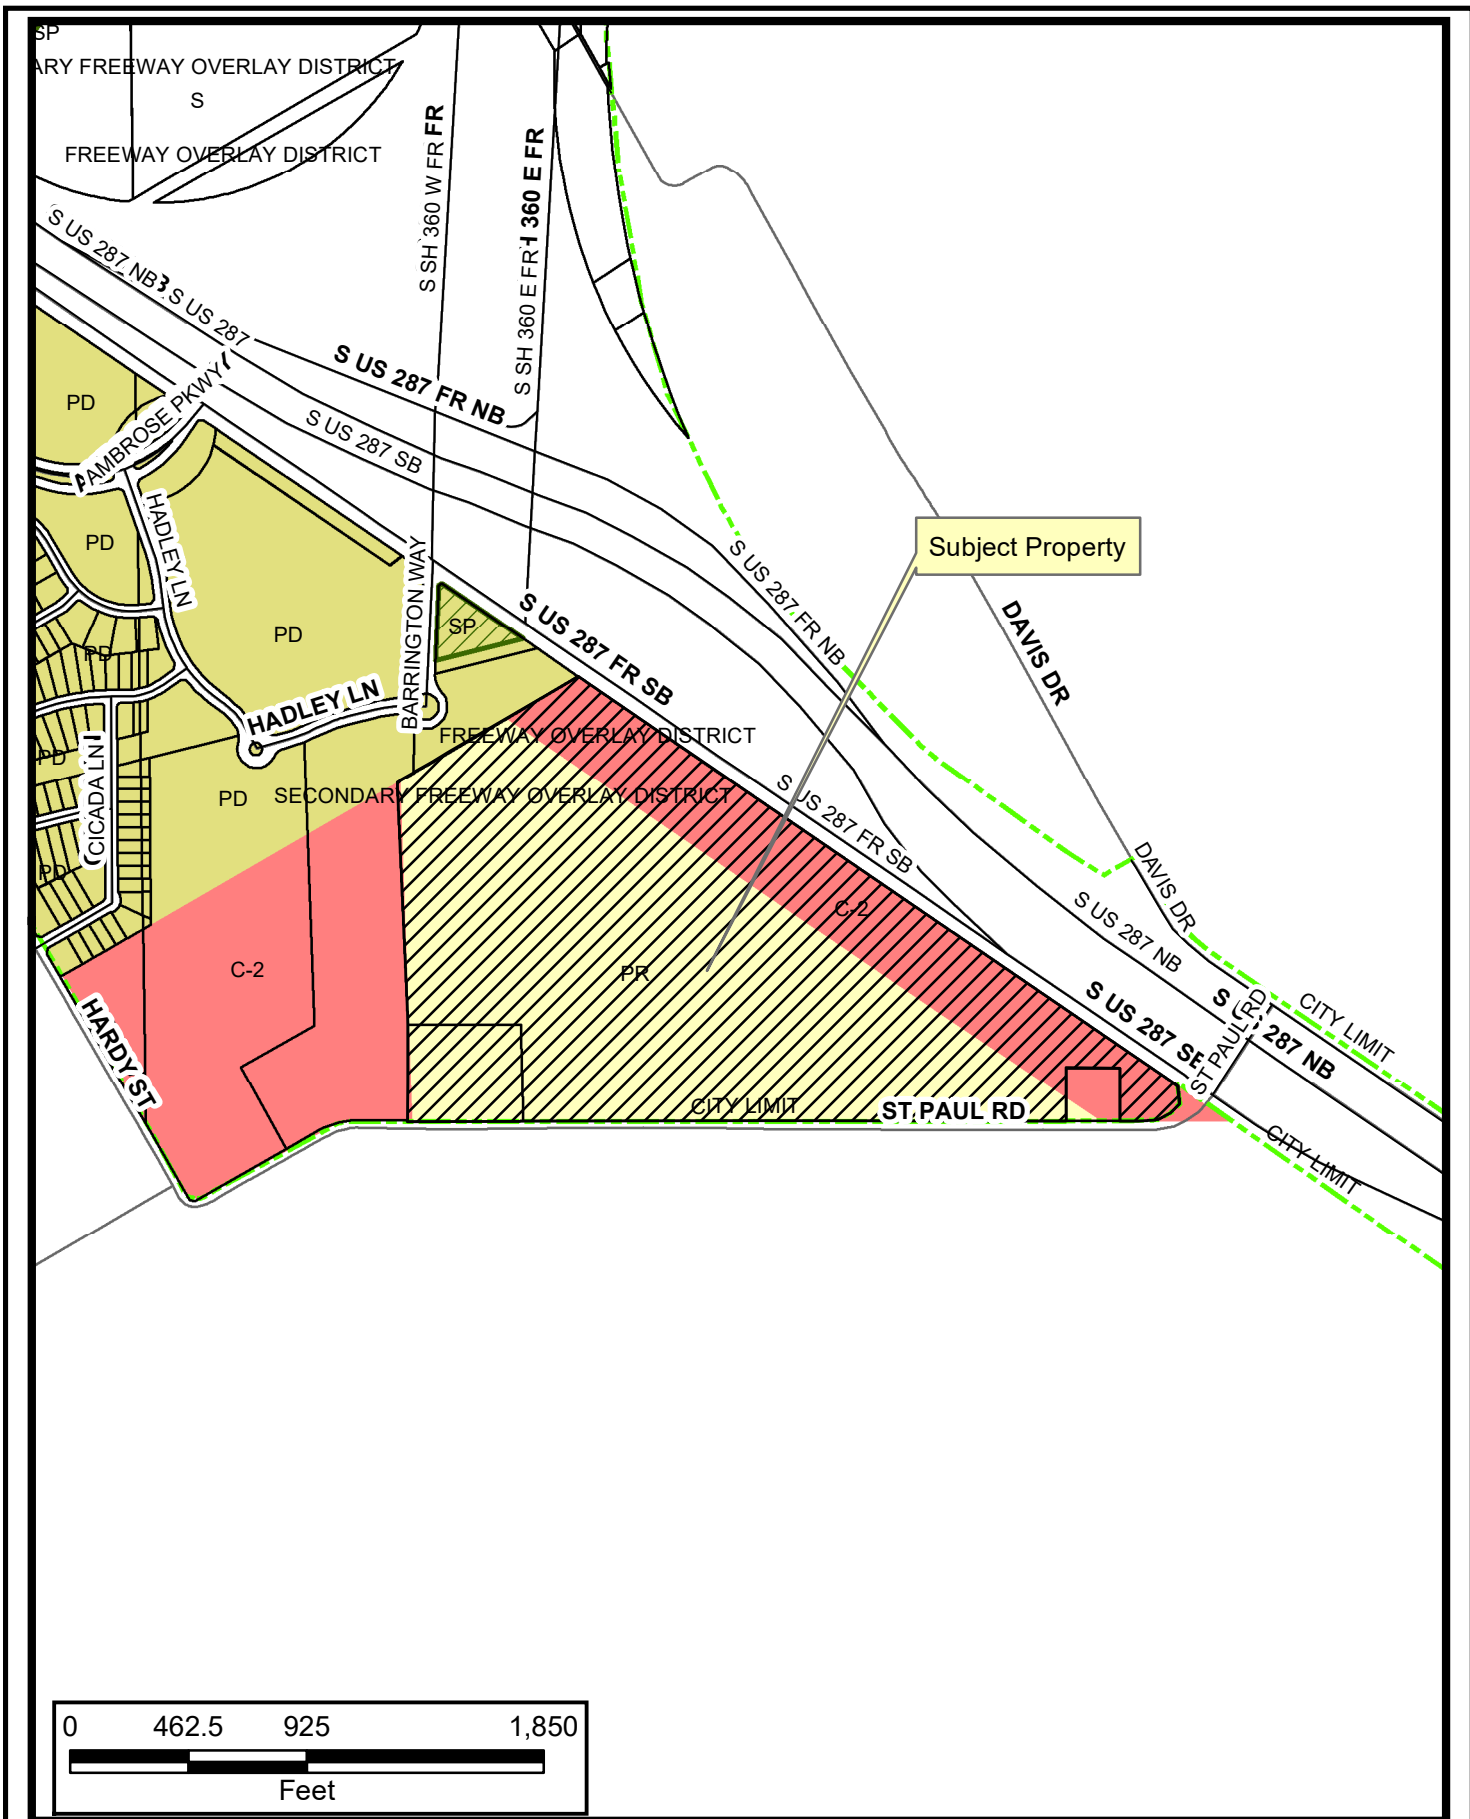 SP
ARY FREEWAY OVERLAY DISTRICT
S
FREEWAY OVERLAY DISTRICT
S SH 360 W FR
FR
S SH 360 E FR
H 360 E FR
S US 287 NB
S US 287
S US 287 FR NB
S US 287 SB
PD
AMBROSE PKWY
HADLEY LN
PD
PD
PD
SP
BARRINGTON WAY
S US 287 FR SB
S US 287 FR NB
Subject Property
DAVIS DR
HADLEY LN
FREEWAY OVERLAY DISTRICT
SECONDARY FREEWAY OVERLAY DISTRICT
PD
PD
CICADA LN
PD
S US 287 FR SB
DAVIS DR
C-2
S US 287 NB
C-2
PR
HARDY ST
S US 287 SB
ST PAUL RD
S US 287 NB
CITY LIMIT
CITY LIMIT
ST PAUL RD
CITY LIMIT
0 462.5 925 1,850
Feet